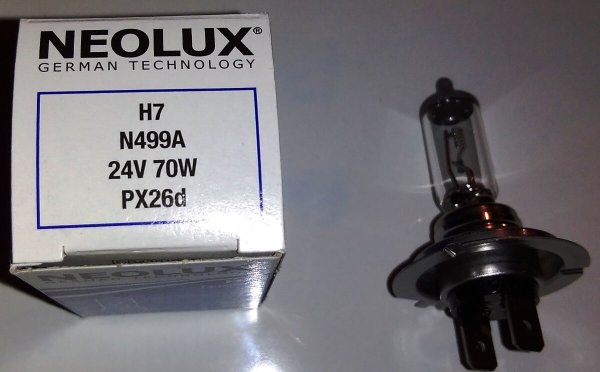 NEOLUX®
GERMAN TECHNOLOGY
H7
N499A
24V 70W
PX26d